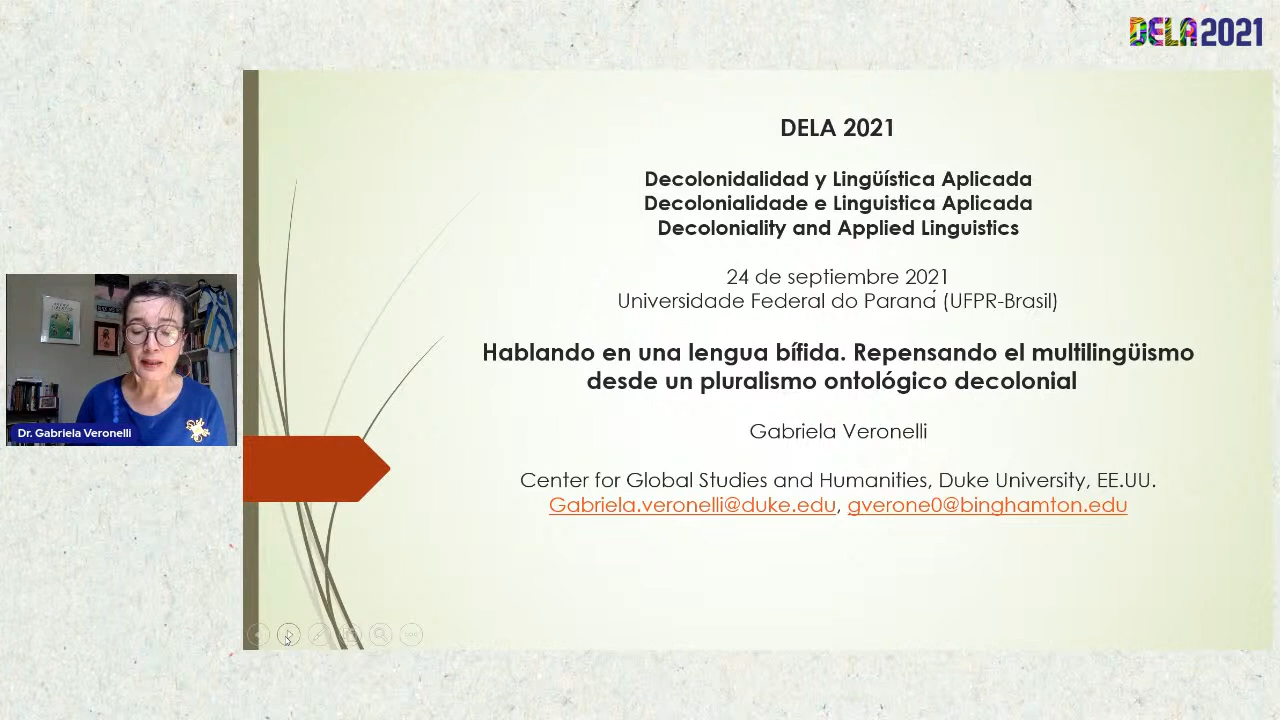 DELA 2021
DELA 2021
Decolonidalidad y Lingüística Aplicada
Decolonialidade e Linguistica Aplicada
Decoloniality and Applied Linguistics
24 de septiembre 2021
Universidade Federal do Paraná (UFPR-Brasil)
Hablando en una lengua bífida. Repensando el multilingüismo
desde un pluralismo ontológico decolonial
Gabriela Veronelli
Center for Global Studies and Humanities, Duke University, EE.UU.
Gabriela.veronelli@duke.edu, gverone0@binghamton.edu
Dr. Gabriela Veronelli